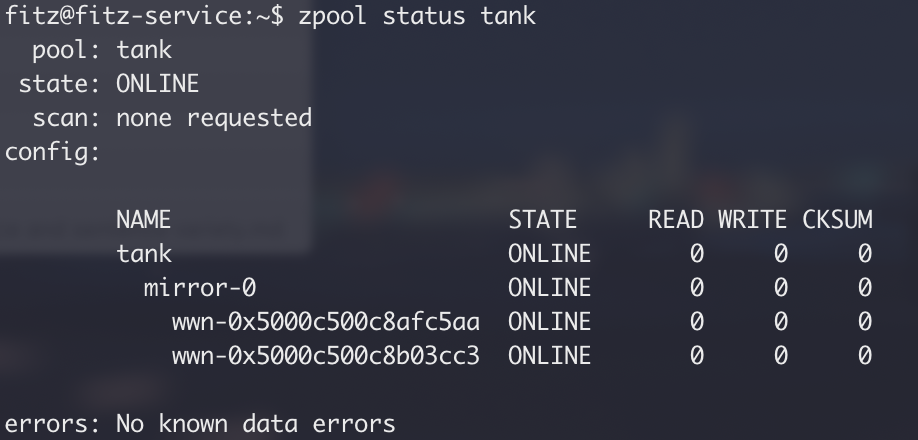 fitz@fitz-service:~$ zpool status tank
  pool: tank
 state: ONLINE
  scan: none requested
config:

        NAME                        STATE     READ WRITE CKSUM
        tank                        ONLINE       0     0     0
          mirror-0                  ONLINE       0     0     0
            wwn-0x5000c500c8afc5aa  ONLINE       0     0     0
            wwn-0x5000c500c8b03cc3  ONLINE       0     0     0

errors: No known data errors